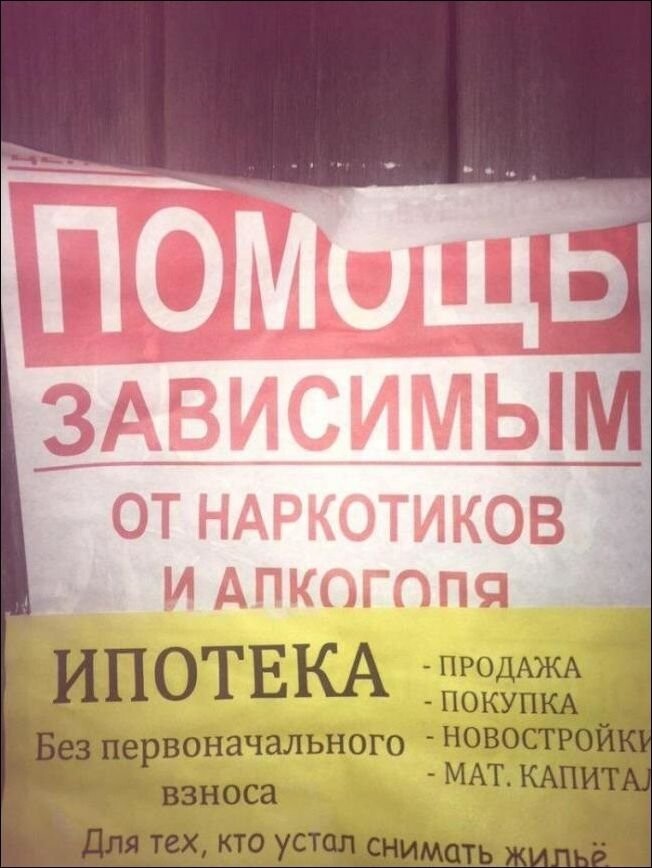 ПОМОЩЬ
ЗАВИСИМЫМ
ОТ НАРКОТИКОВ
И АЛКОГОЛЯ
ИПОТЕКА
Без первоначального
взноса
- ПРОДАЖА
- ПОКУПКА
- НОВОСТРОЙКИ
- МАТ. КАПИТАЛ
Для тех, кто устал снимать жильё